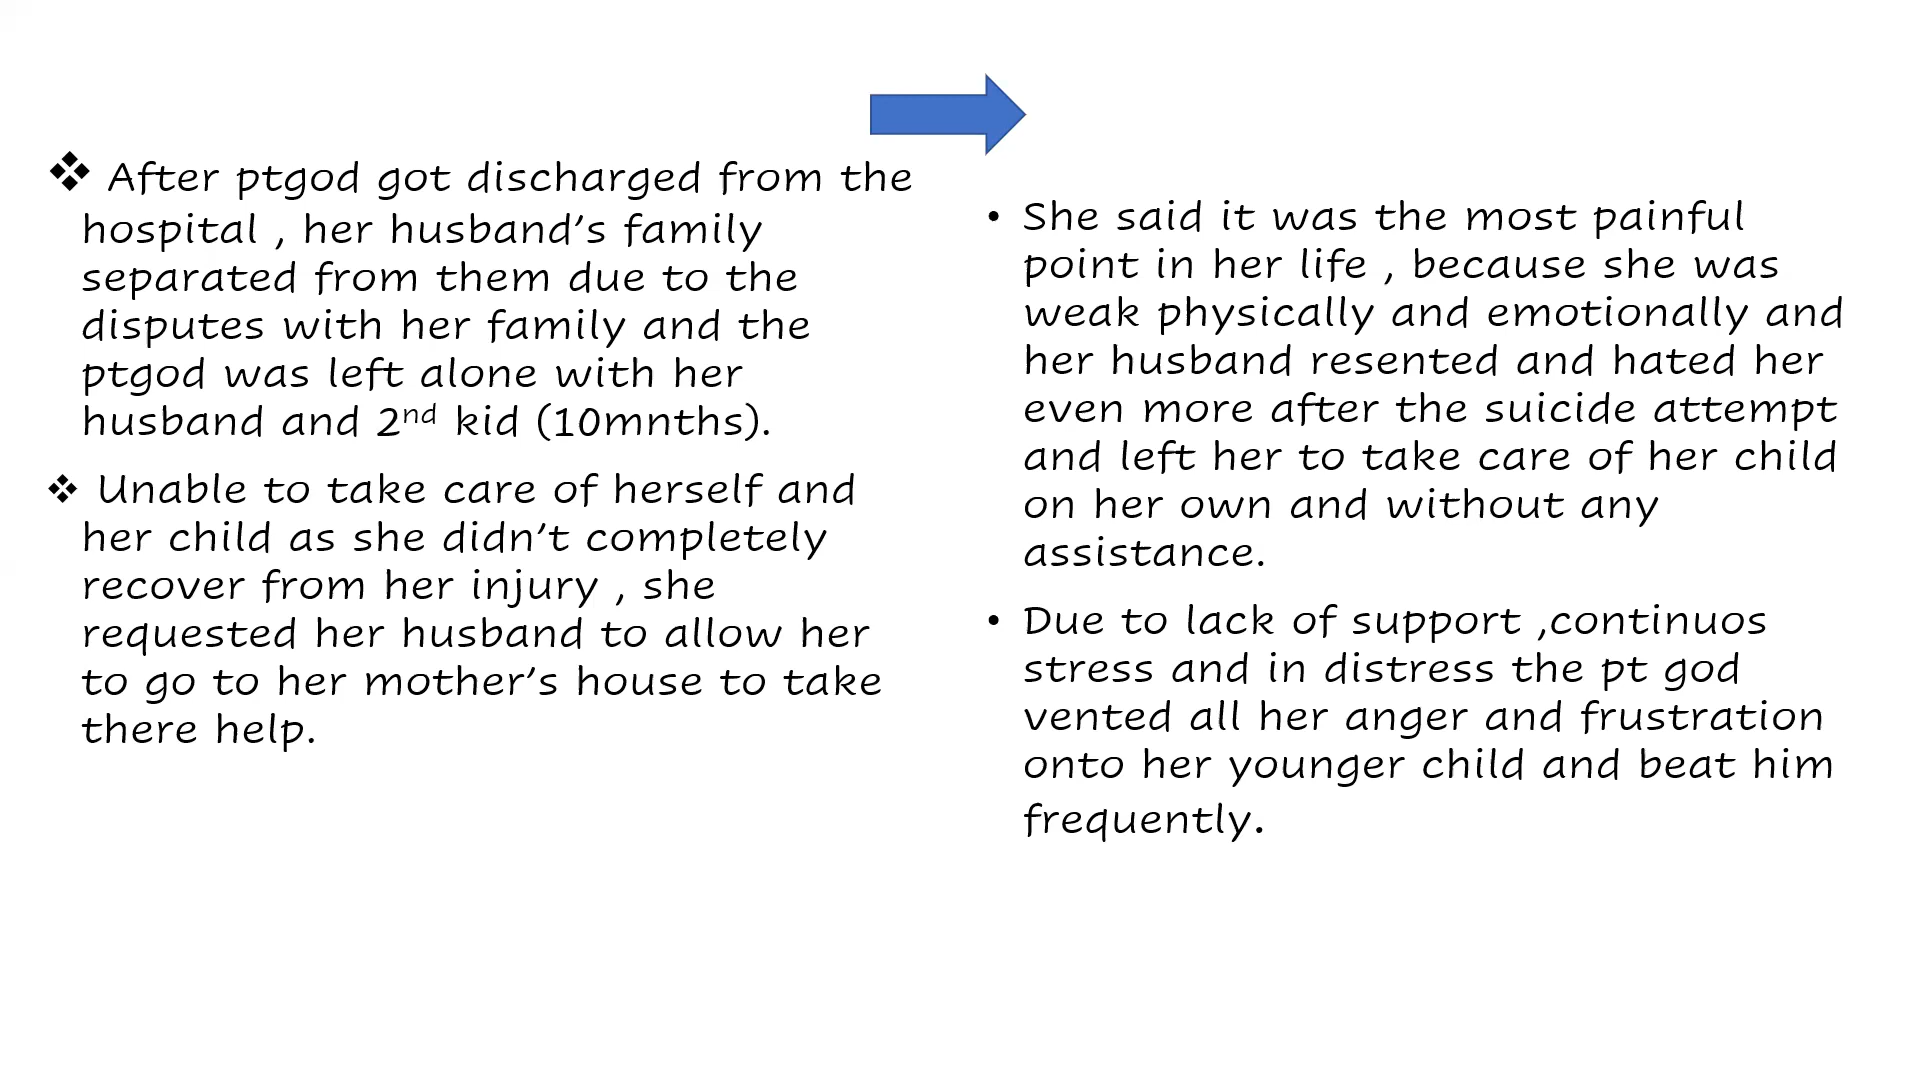 ❖ After ptgod got discharged from the
hospital , her husband’s family
separated from them due to the
disputes with her family and the
ptgod was left alone with her
husband and 2nd kid (10mnths).
❖ Unable to take care of herself and
her child as she didn’t completely
recover from her injury , she
requested her husband to allow her
to go to her mother’s house to take
there help.
• She said it was the most painful
point in her life , because she was
weak physically and emotionally and
her husband resented and hated her
even more after the suicide attempt
and left her to take care of her child
on her own and without any
assistance.
• Due to lack of support ,continuos
stress and in distress the pt god
vented all her anger and frustration
onto her younger child and beat him
frequently.